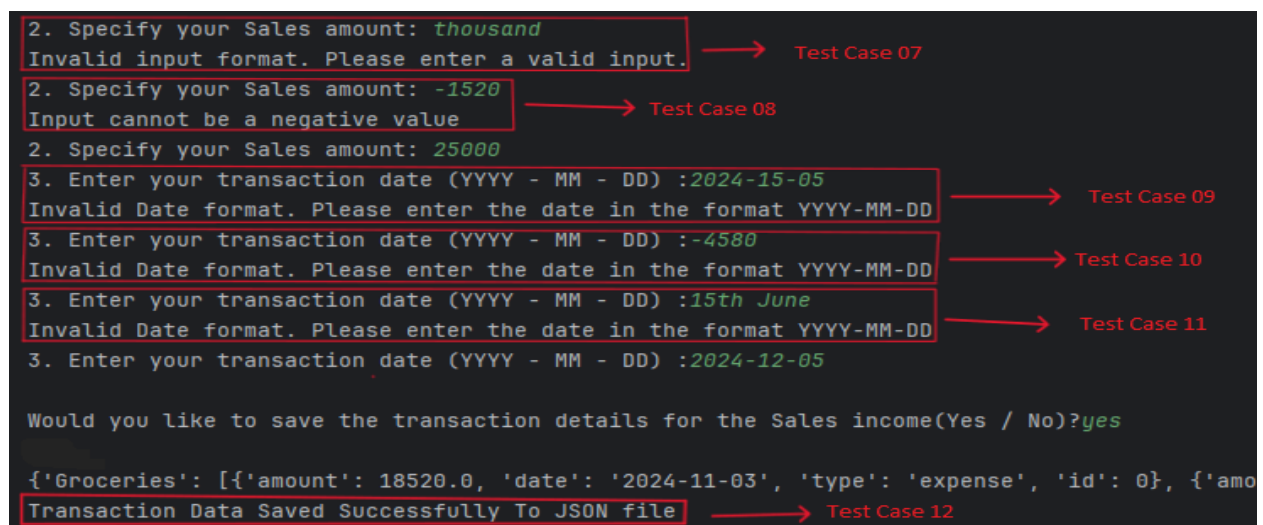 2. Specify your Sales amount: thousand
Invalid input format. Please enter a valid input. Test Case 07
2. Specify your Sales amount: -1520
Input cannot be a negative value Test Case 08
2. Specify your Sales amount: 25000
3. Enter your transaction date (YYYY - MM - DD) :2024-15-05
Invalid Date format. Please enter the date in the format YYYY-MM-DD Test Case 09
3. Enter your transaction date (YYYY - MM - DD) :-4580
Invalid Date format. Please enter the date in the format YYYY-MM-DD Test Case 10
3. Enter your transaction date (YYYY - MM - DD) :15th June
Invalid Date format. Please enter the date in the format YYYY-MM-DD Test Case 11
3. Enter your transaction date (YYYY - MM - DD) :2024-12-05
Would you like to save the transaction details for the Sales income(Yes / No)?yes
{'Groceries': [{'amount': 18520.0, 'date': '2024-11-03', 'type': 'expense', 'id': 0}, {'amo
Transaction Data Saved Successfully To JSON file Test Case 12